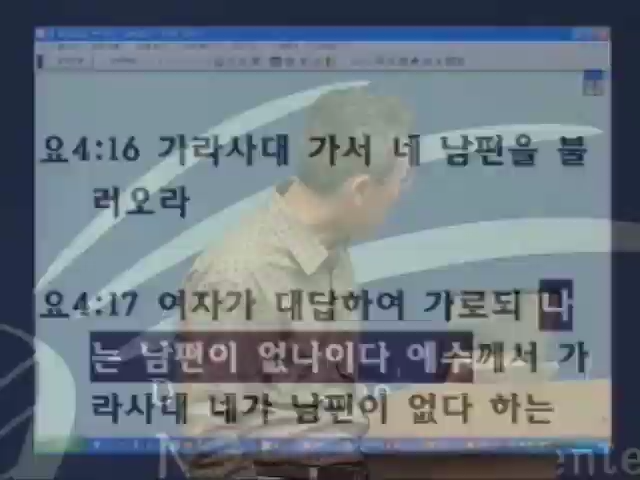 요4:16 가라사대 가서 네 남편을 불
러오라
요4:17 여자가 대답하여 가로되 나
는 남편이 없나이다 예수께서 가
라사대 네가 남편이 없다 하는